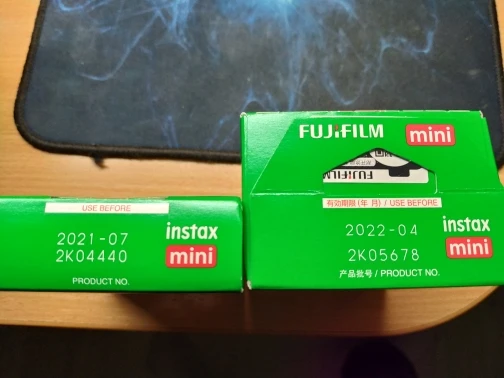 USE BEFORE
2021-07
2K04440
instax
mini
PRODUCT NO.
FUJIFILM mini
FUJIFILM
有効期限(年 月) / USE BEFORE
2022-04
2K05678
instax
mini
产品批号 / PRODUCT NO.